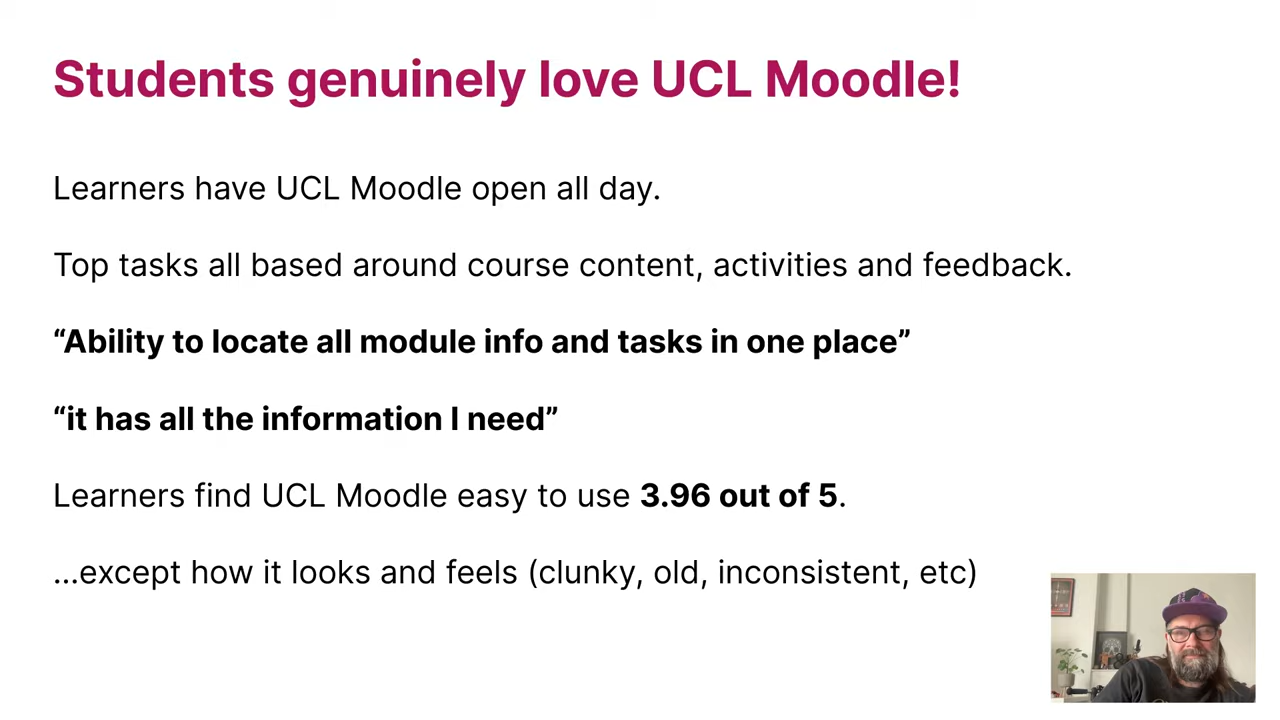 Students genuinely love UCL Moodle!
Learners have UCL Moodle open all day.
Top tasks all based around course content, activities and feedback.
“Ability to locate all module info and tasks in one place”
“it has all the information I need”
Learners find UCL Moodle easy to use 3.96 out of 5.
...except how it looks and feels (clunky, old, inconsistent, etc)